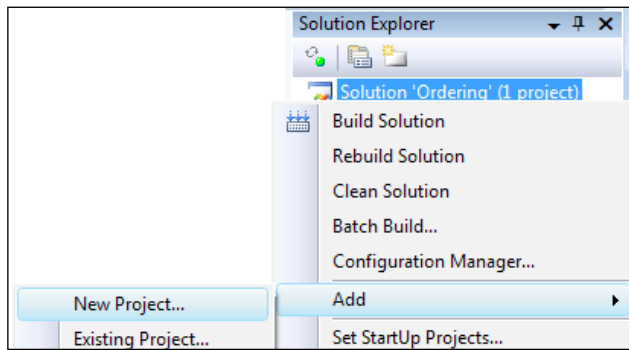 Solution Explorer
Solution 'Ordering' (1 project)
Build Solution
Rebuild Solution
Clean Solution
Batch Build...
Configuration Manager...
Add
New Project...
Set StartUp Projects...
Existing Project...